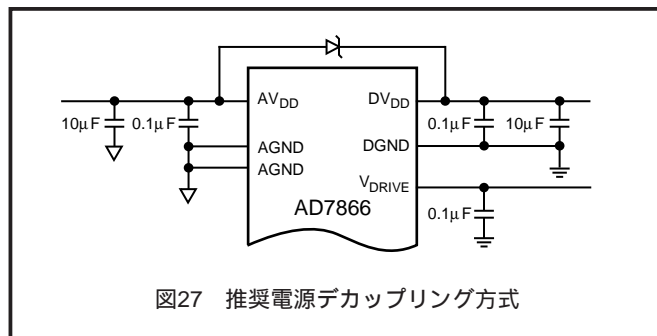 AVDD DVDD
10μF 0.1μF 0.1μF 10μF
AGND DGND
AGND
VDRIVE
AD7866
0.1μF
図27 推奨電源デカップリング方式